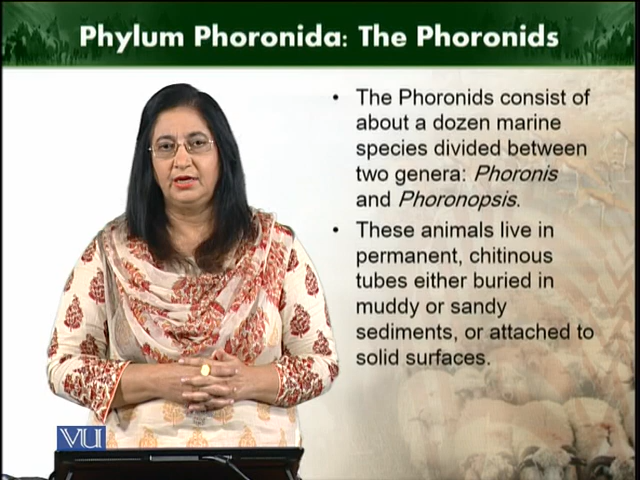 Phylum Phoronida: The Phoronids
• The Phoronids consist of
about a dozen marine
species divided between
two genera: Phoronis
and Phoronopsis.
• These animals live in
permanent, chitinous
tubes either buried in
muddy or sandy
sediments, or attached to
solid surfaces.
VU